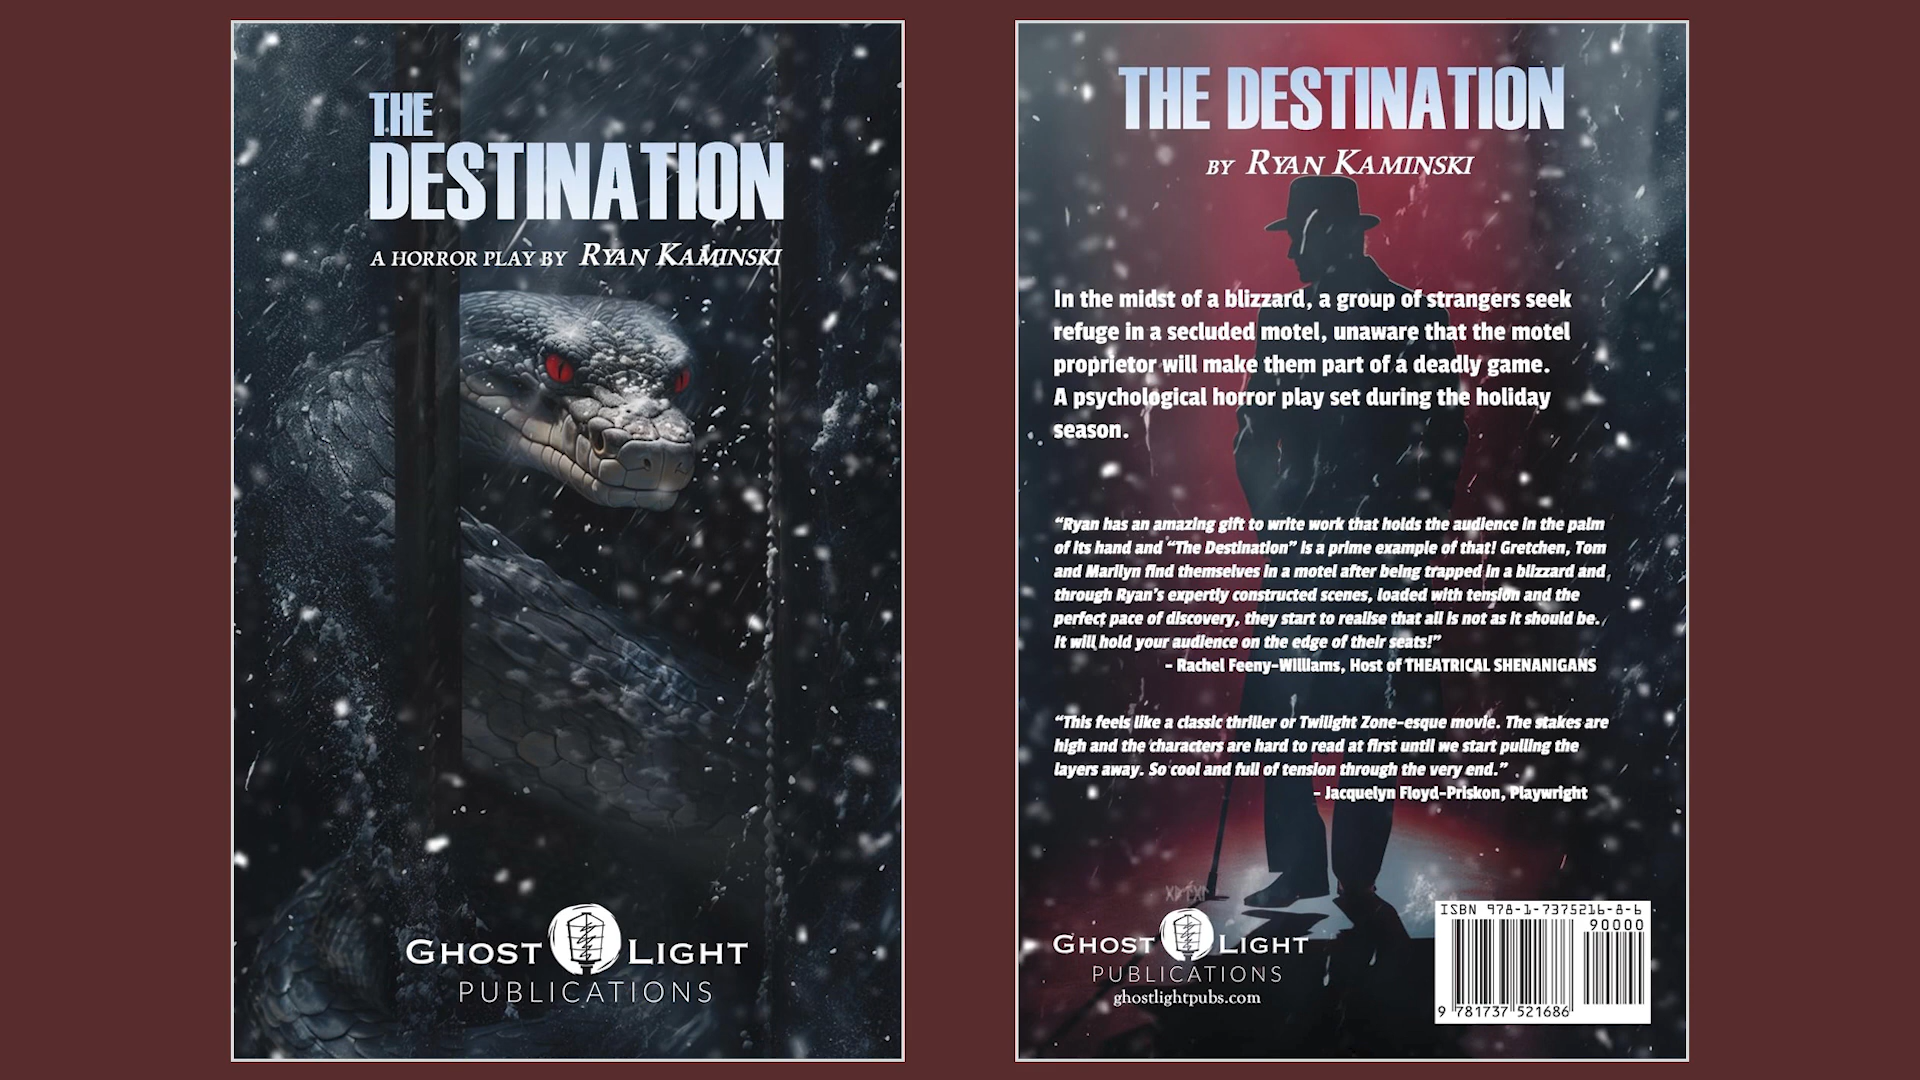 THE
DESTINATION
A HORROR PLAY BY RYAN KAMINSKI
GHOST LIGHT
PUBLICATIONS
THE DESTINATION
BY RYAN KAMINSKI
In the midst of a blizzard, a group of strangers seek
refuge in a secluded motel, unaware that the motel
proprietor will make them part of a deadly game.
A psychological horror play set during the holiday
season.
“Ryan has an amazing gift to write work that holds the audience in the palm
of its hand and “The Destination” is a prime example of that! Gretchen, Tom
and Marilyn find themselves in a motel after being trapped in a blizzard and
through Ryan’s expertly constructed scenes, loaded with tension and the
perfect pace of discovery, they start to realise that all is not as it should be.
It will hold your audience on the edge of their seats!”
- Rachel Feeny-Williams, Host of THEATRICAL SHENANIGANS
“This feels like a classic thriller or Twilight Zone-esque movie. The stakes are
high and the characters are hard to read at first until we start pulling the
layers away. So cool and full of tension through the very end.”
- Jacquelyn Floyd-Priskon, Playwright
GHOST LIGHT
PUBLICATIONS
ghostlightpubs.com
ISBN 978-1-7375216-8-6
90000
9 781737 521686